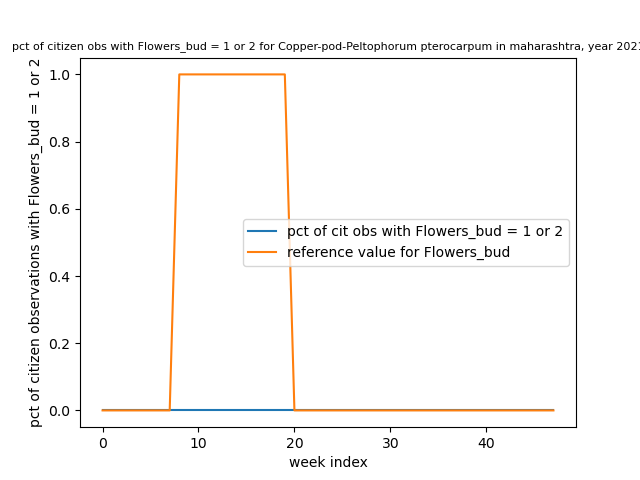 pct of citizen obs with Flowers_bud = 1 or 2 for Copper-pod-Peltophorum pterocarpum in maharashtra, year 2021
pct of citizen observations with Flowers_bud = 1 or 2
1.0
0.8
0.6
0.4
0.2
0.0
pct of cit obs with Flowers_bud = 1 or 2
reference value for Flowers_bud
0 10 20 30 40
week index